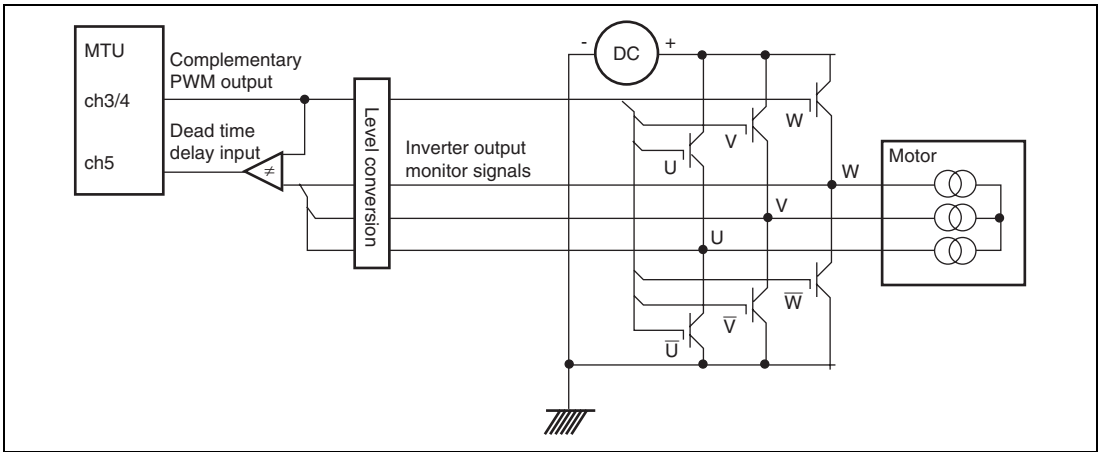 MTU
ch3/4
ch5
Complementary
PWM output
Dead time
delay input
≠
Level conversion
Inverter output
monitor signals
-
DC
+
U
V
W
W
V
U
U̅
V̅
W̅
Motor